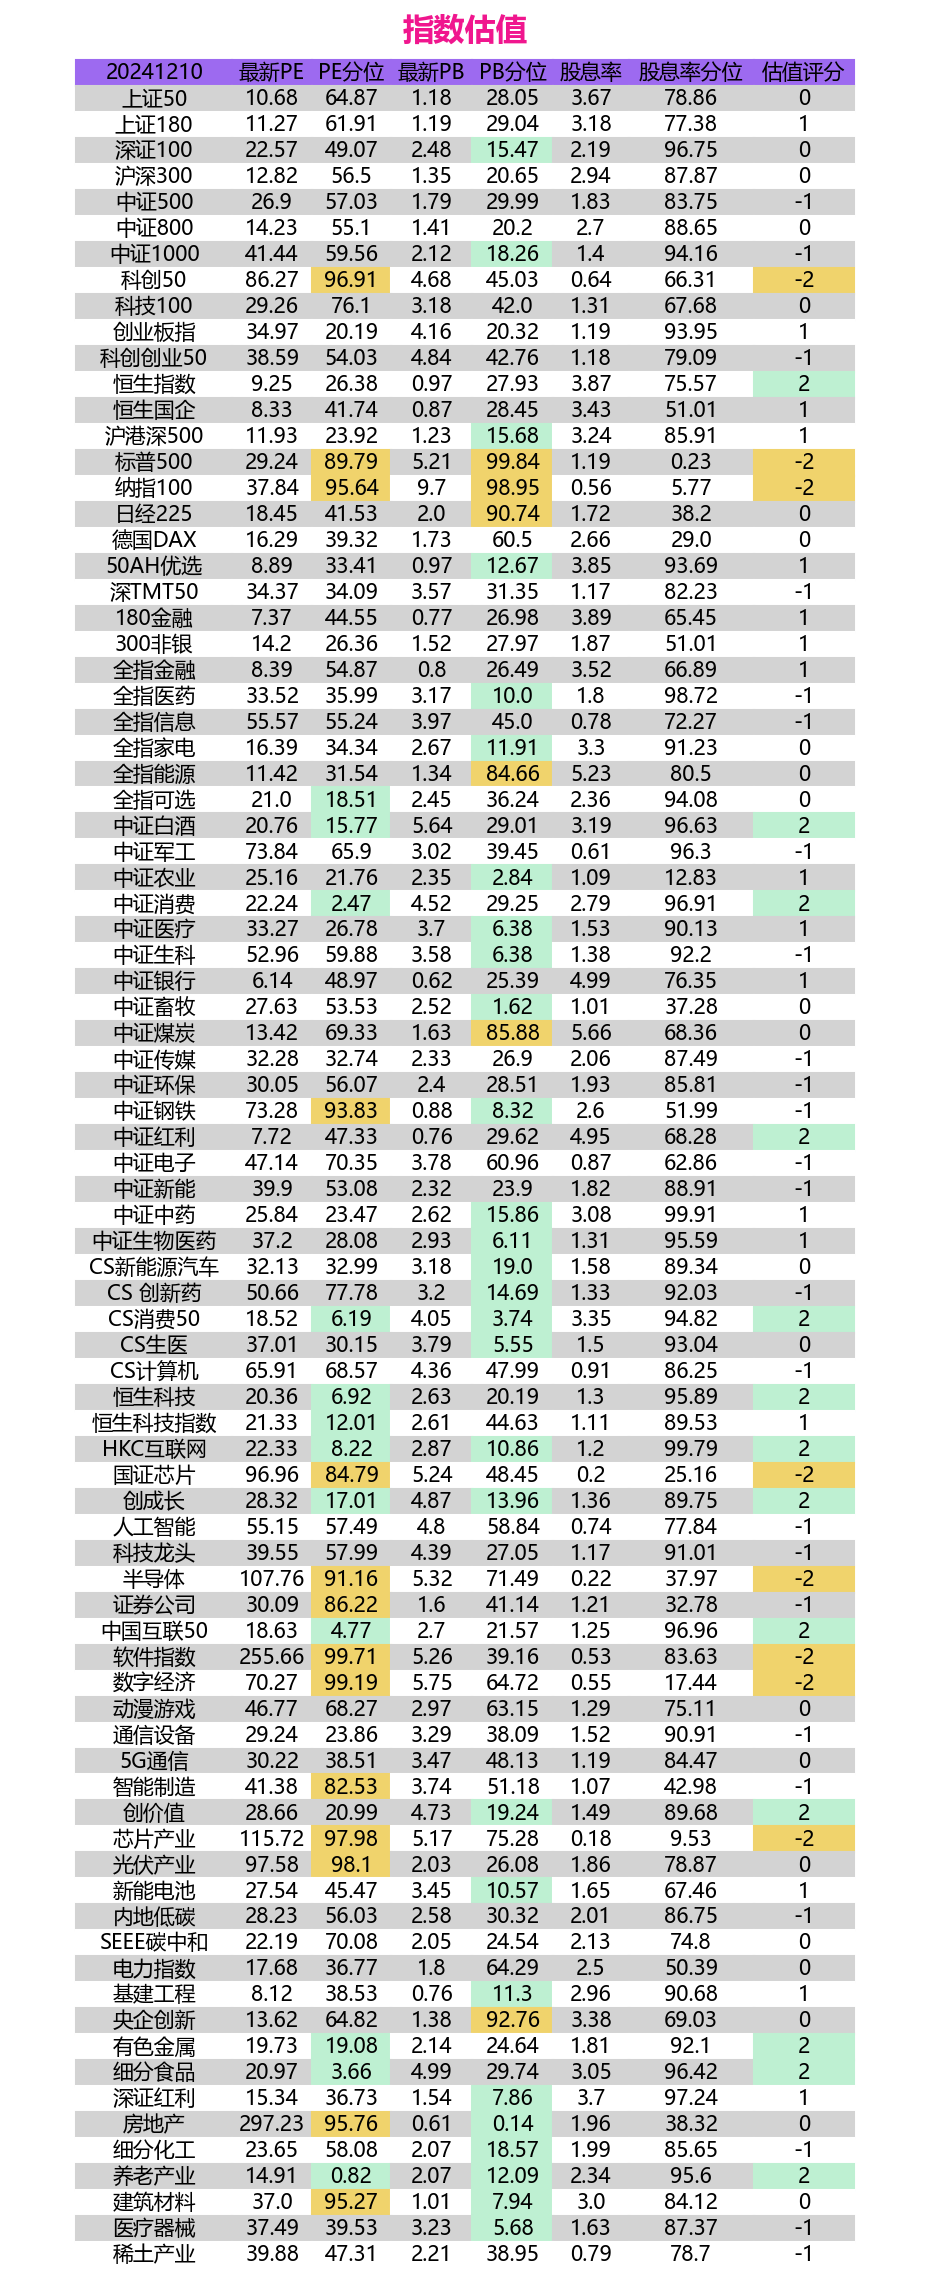 指数估值
20241210 最新PE PE分位 最新PB PB分位 股息率 股息率分位 估值评分
上证50 10.68 64.87 1.18 28.05 3.67 78.86 0
上证180 11.27 61.91 1.19 29.04 3.18 77.38 1
深证100 22.57 49.07 2.48 15.47 2.19 96.75 0
沪深300 12.82 56.5 1.35 20.65 2.94 87.87 0
中证500 26.9 57.03 1.79 29.99 1.83 83.75 -1
中证800 14.23 55.1 1.41 20.2 2.7 88.65 0
中证1000 41.44 59.56 2.12 18.26 1.4 94.16 -1
科创50 86.27 96.91 4.68 45.03 0.64 66.31 -2
科技100 29.26 76.1 3.18 42.0 1.31 67.68 0
创业板指 34.97 20.19 4.16 20.32 1.19 93.95 1
科创创业50 38.59 54.03 4.84 42.76 1.18 79.09 -1
恒生指数 9.25 26.38 0.97 27.93 3.87 75.57 2
恒生国企 8.33 41.74 0.87 28.45 3.43 51.01 1
沪港深500 11.93 23.92 1.23 15.68 3.24 85.91 1
标普500 29.24 89.79 5.21 99.84 1.19 0.23 -2
纳指100 37.84 95.64 9.7 98.95 0.56 5.77 -2
日经225 18.45 41.53 2.0 90.74 1.72 38.2 0
德国DAX 16.29 39.32 1.73 60.5 2.66 29.0 0
50AH优选 8.89 33.41 0.97 12.67 3.85 93.69 1
深TMT50 34.37 34.09 3.57 31.35 1.17 82.23 -1
180金融 7.37 44.55 0.77 26.98 3.89 65.45 1
300非银 14.2 26.36 1.52 27.97 1.87 51.01 1
全指金融 8.39 54.87 0.8 26.49 3.52 66.89 1
全指医药 33.52 35.99 3.17 10.0 1.8 98.72 -1
全指信息 55.57 55.24 3.97 45.0 0.78 72.27 -1
全指家电 16.39 34.34 2.67 11.91 3.3 91.23 0
全指能源 11.42 31.54 1.34 84.66 5.23 80.5 0
全指可选 21.0 18.51 2.45 36.24 2.36 94.08 0
中证白酒 20.76 15.77 5.64 29.01 3.19 96.63 2
中证军工 73.84 65.9 3.02 39.45 0.61 96.3 -1
中证农业 25.16 21.76 2.35 2.84 1.09 12.83 1
中证消费 22.24 2.47 4.52 29.25 2.79 96.91 2
中证医疗 33.27 26.78 3.7 6.38 1.53 90.13 1
中证生科 52.96 59.88 3.58 6.38 1.38 92.2 -1
中证银行 6.14 48.97 0.62 25.39 4.99 76.35 1
中证畜牧 27.63 53.53 2.52 1.62 1.01 37.28 0
中证煤炭 13.42 69.33 1.63 85.88 5.66 68.36 0
中证传媒 32.28 32.74 2.33 26.9 2.06 87.49 -1
中证环保 30.05 56.07 2.4 28.51 1.93 85.81 -1
中证钢铁 73.28 93.83 0.88 8.32 2.6 51.99 -1
中证红利 7.72 47.33 0.76 29.62 4.95 68.28 2
中证电子 47.14 70.35 3.78 60.96 0.87 62.86 -1
中证新能 39.9 53.08 2.32 23.9 1.82 88.91 -1
中证中药 25.84 23.47 2.62 15.86 3.08 99.91 1
中证生物医药 37.2 28.08 2.93 6.11 1.31 95.59 1
CS新能源汽车 32.13 32.99 3.18 19.0 1.58 89.34 0
CS 创新药 50.66 77.78 3.2 14.69 1.33 92.03 -1
CS消费50 18.52 6.19 4.05 3.74 3.35 94.82 2
CS生医 37.01 30.15 3.79 5.55 1.5 93.04 0
CS计算机 65.91 68.57 4.36 47.99 0.91 86.25 -1
恒生科技 20.36 6.92 2.63 20.19 1.3 95.89 2
恒生科技指数 21.33 12.01 2.61 44.63 1.11 89.53 1
HKC互联网 22.33 8.22 2.87 10.86 1.2 99.79 2
国证芯片 96.96 84.79 5.24 48.45 0.2 25.16 -2
创成长 28.32 17.01 4.87 13.96 1.36 89.75 2
人工智能 55.15 57.49 4.8 58.84 0.74 77.84 -1
科技龙头 39.55 57.99 4.39 27.05 1.17 91.01 -1
半导体 107.76 91.16 5.32 71.49 0.22 37.97 -2
证券公司 30.09 86.22 1.6 41.14 1.21 32.78 -1
中国互联50 18.63 4.77 2.7 21.57 1.25 96.96 2
软件指数 255.66 99.71 5.26 39.16 0.53 83.63 -2
数字经济 70.27 99.19 5.75 64.72 0.55 17.44 -2
动漫游戏 46.77 68.27 2.97 63.15 1.29 75.11 0
通信设备 29.24 23.86 3.29 38.09 1.52 90.91 -1
5G通信 30.22 38.51 3.47 48.13 1.19 84.47 0
智能制造 41.38 82.53 3.74 51.18 1.07 42.98 -1
创价值 28.66 20.99 4.73 19.24 1.49 89.68 2
芯片产业 115.72 97.98 5.17 75.28 0.18 9.53 -2
光伏产业 97.58 98.1 2.03 26.08 1.86 78.87 0
新能电池 27.54 45.47 3.45 10.57 1.65 67.46 1
内地低碳 28.23 56.03 2.58 30.32 2.01 86.75 -1
SEEE碳中和 22.19 70.08 2.05 24.54 2.13 74.8 0
电力指数 17.68 36.77 1.8 64.29 2.5 50.39 0
基建工程 8.12 38.53 0.76 11.3 2.96 90.68 1
央企创新 13.62 64.82 1.38 92.76 3.38 69.03 0
有色金属 19.73 19.08 2.14 24.64 1.81 92.1 2
细分食品 20.97 3.66 4.99 29.74 3.05 96.42 2
深证红利 15.34 36.73 1.54 7.86 3.7 97.24 1
房地产 297.23 95.76 0.61 0.14 1.96 38.32 0
细分化工 23.65 58.08 2.07 18.57 1.99 85.65 -1
养老产业 14.91 0.82 2.07 12.09 2.34 95.6 2
建筑材料 37.0 95.27 1.01 7.94 3.0 84.12 0
医疗器械 37.49 39.53 3.23 5.68 1.63 87.37 -1
稀土产业 39.88 47.31 2.21 38.95 0.79 78.7 -1